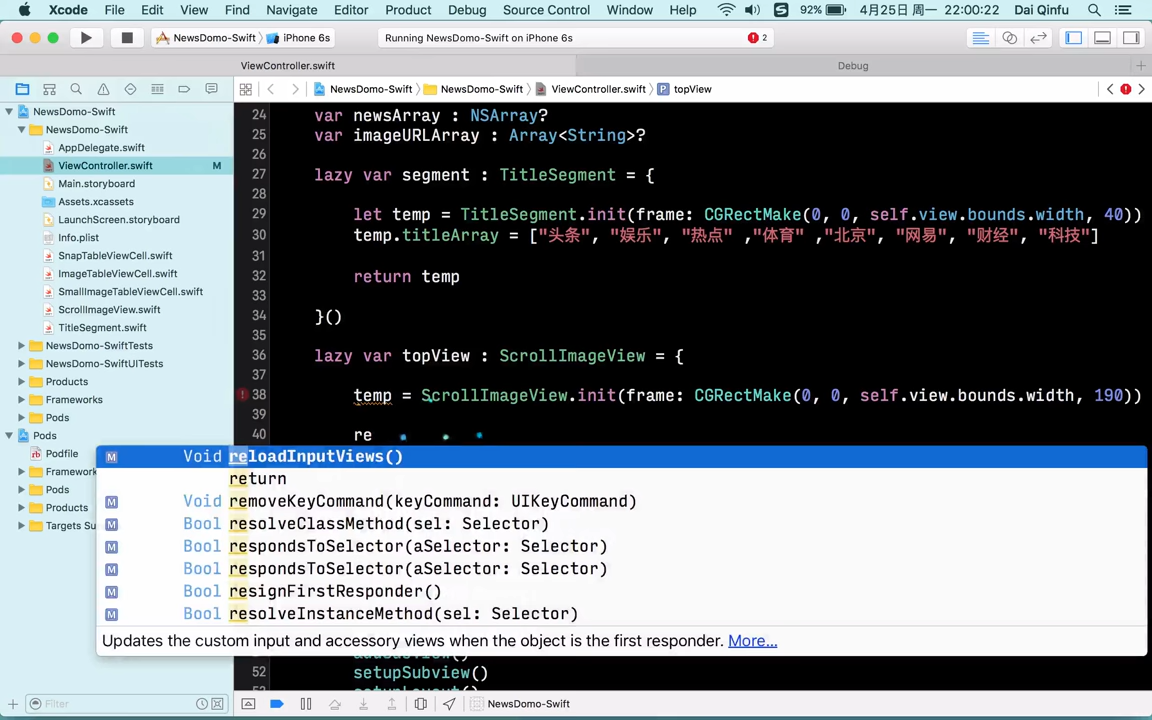 Xcode File Edit View Find Navigate Editor Product Debug Source Control Window Help 92% 4月25日 周一 22:00:22 Dai Qinfu
NewsDomo-Swift iPhone 6s Running NewsDomo-Swift on iPhone 6s 2
ViewController.swift Debug
NewsDomo-Swift NewsDomo-Swift ViewController.swift P topView
NewsDomo-Swift
NewsDomo-Swift
AppDelegate.swift
ViewController.swift M
Main.storyboard
Assets.xcassets
LaunchScreen.storyboard
Info.plist
SnapTableViewCell.swift
ImageTableViewCell.swift
SmallImageTableViewCell.swift
ScrollImageView.swift
TitleSegment.swift
NewsDomo-SwiftTests
NewsDomo-SwiftUITests
Products
Frameworks
Pods
Pods
Podfile
Framework
Pods
Products
Targets Su
Filter
24 var newsArray : NSArray?
25 var imageURLArray : Array<String>?
26
27 lazy var segment : TitleSegment = {
28
29 let temp = TitleSegment.init(frame: CGRectMake(0, 0, self.view.bounds.width, 40))
30 temp.titleArray = ["头条", "娱乐", "热点" ,"体育" ,"北京", "网易", "财经", "科技"]
31
32 return temp
33
34 }()
35
36 lazy var topView : ScrollImageView = {
37
38 temp = ScrollImageView.init(frame: CGRectMake(0, 0, self.view.bounds.width, 190))
39
40 re
M Void reloadInputViews()
return
M Void removeKeyCommand(keyCommand: UIKeyCommand)
M Bool resolveClassMethod(sel: Selector)
M Bool respondsToSelector(aSelector: Selector)
M Bool respondsToSelector(aSelector: Selector)
M Bool resignFirstResponder()
M Bool resolveInstanceMethod(sel: Selector)
Updates the custom input and accessory views when the object is the first responder. More...
52 setupSubview()
NewsDomo-Swift